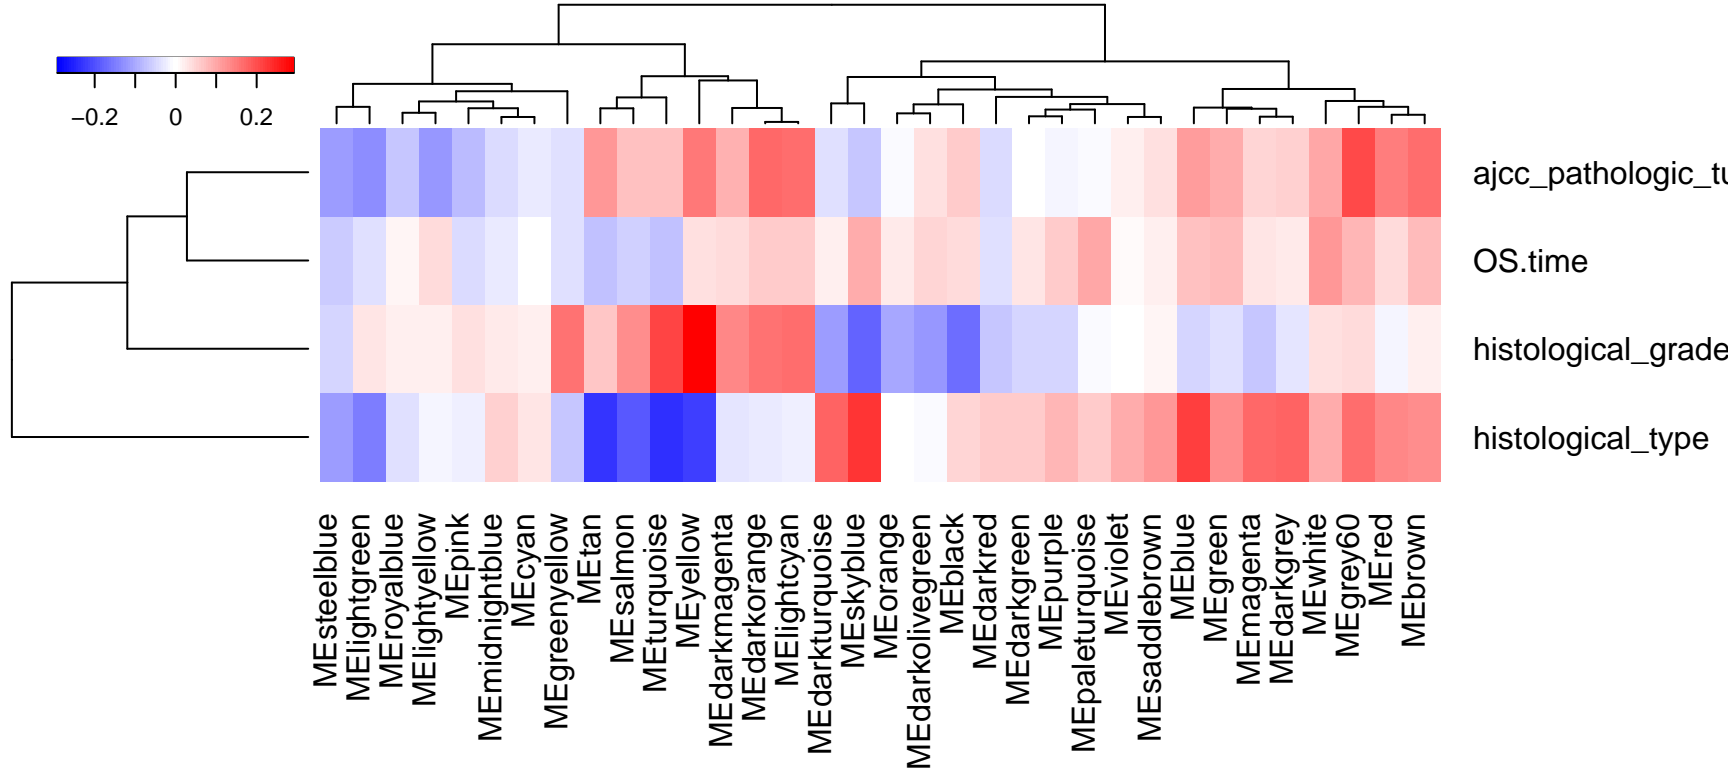 −0.2 0 0.2
ajcc_pathologic_tu
OS.time
histological_grade
histological_type
MEsteelblue
MElightgreen
MEroyalblue
MElightyellow
MEpink
MEmidnightblue
MEcyan
MEgreenyellow
MEtan
MEsalmon
MEturquoise
MEyellow
MEdarkmagenta
MEdarkorange
MElightcyan
MEdarkturquoise
MEskyblue
MEorange
MEdarkolivegreen
MEblack
MEdarkred
MEdarkgreen
MEpurple
MEpaleturquoise
MEviolet
MEsaddlebrown
MEblue
MEgreen
MEmagenta
MEdarkgrey
MEwhite
MEgrey60
MEred
MEbrown